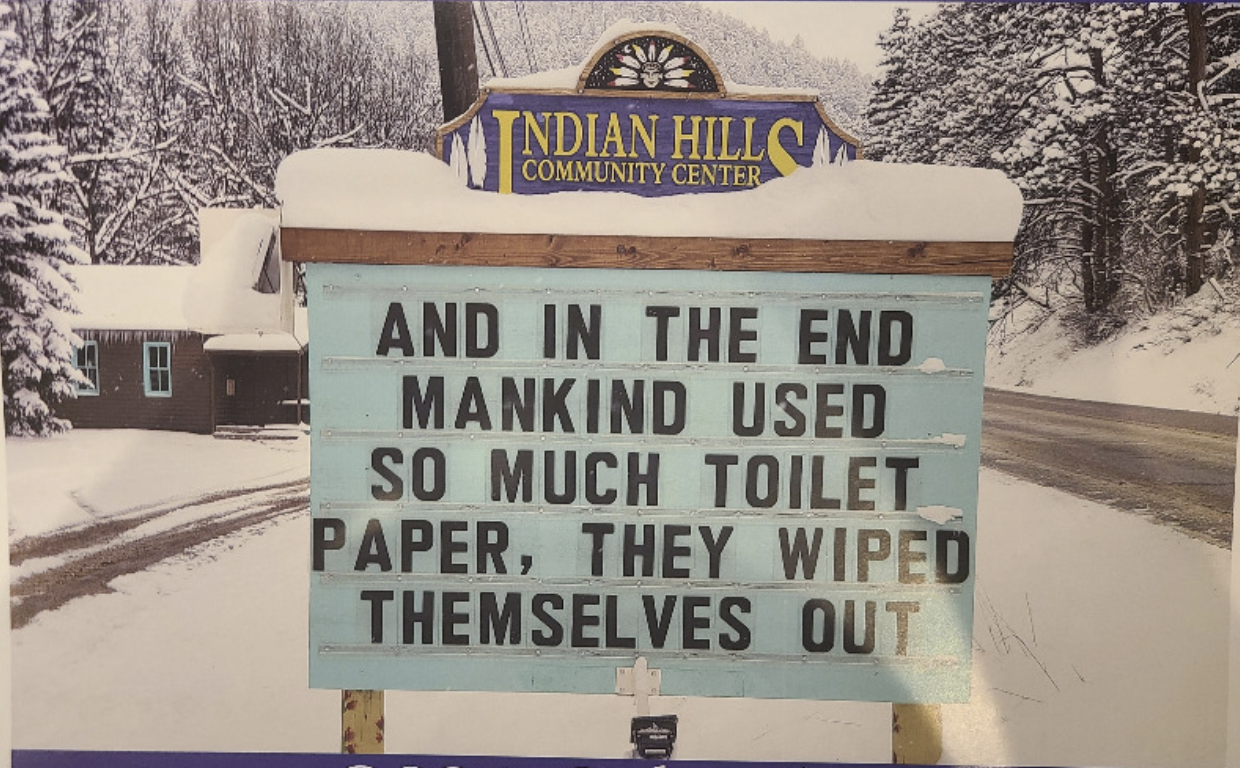 INDIAN HILLS
COMMUNITY CENTER
AND IN THE END
MANKIND USED
SO MUCH TOILET
PAPER, THEY WIPED
THEMSELVES OUT